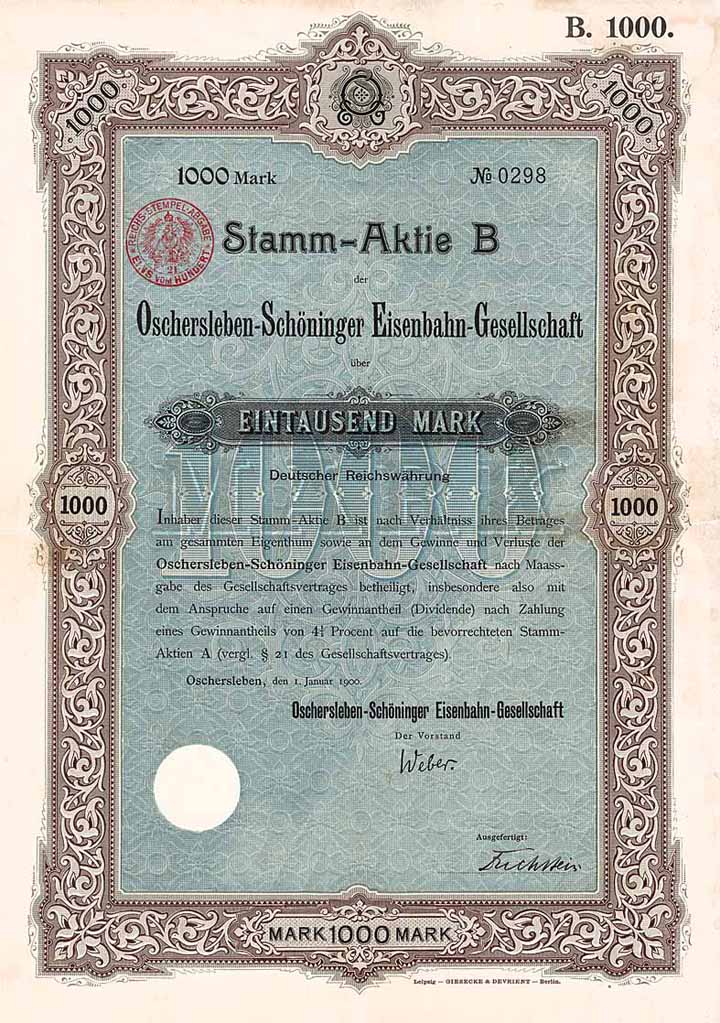 B. 1000.
1000 1000
1000 Mark № 0298
REICHS-STEMPEL-ABGABE
EINS VOM HUNDERT
21
Stamm-Aktie B
der
Oschersleben-Schöninger Eisenbahn-Gesellschaft
über
EINTAUSEND MARK
1000
Deutscher Reichswährung
1000 1000
Inhaber dieser Stamm-Aktie B ist nach Verhältniss ihres Betrages
am gesammten Eigenthum sowie an dem Gewinne und Verluste der
Oschersleben-Schöninger Eisenbahn-Gesellschaft nach Maass-
gabe des Gesellschaftsvertrages betheiligt, insbesondere also mit
dem Anspruche auf einen Gewinnantheil (Dividende) nach Zahlung
eines Gewinnantheils von 4½ Procent auf die bevorrechteten Stamm-
Aktien A (vergl. § 21 des Gesellschaftsvertrages).
Oschersleben, den 1. Januar 1900.
Oschersleben-Schöninger Eisenbahn-Gesellschaft
Der Vorstand
Weber.
Ausgefertigt:
MARK 1000 MARK
Leipzig — GIESECKE & DEVRIENT — Berlin.